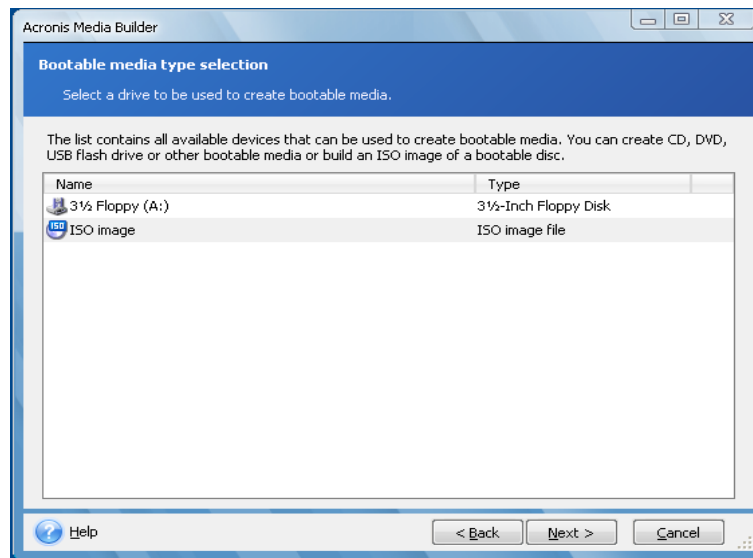 Acronis Media Builder
Bootable media type selection
Select a drive to be used to create bootable media.
The list contains all available devices that can be used to create bootable media. You can create CD, DVD,
USB flash drive or other bootable media or build an ISO image of a bootable disc.
Name Type
3½ Floppy (A:) 3½-Inch Floppy Disk
ISO ISO image ISO image file
Help < Back Next > Cancel